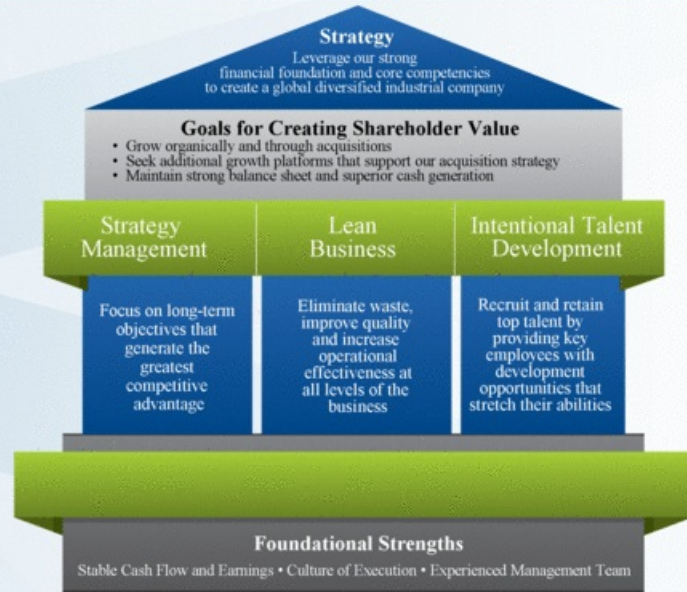 Strategy
Leverage our strong
financial foundation and core competencies
to create a global diversified industrial company
Goals for Creating Shareholder Value
• Grow organically and through acquisitions
• Seek additional growth platforms that support our acquisition strategy
• Maintain strong balance sheet and superior cash generation
Strategy
Management
Lean
Business
Intentional Talent
Development
Focus on long-term
objectives that
generate the
greatest
competitive
advantage
Eliminate waste,
improve quality
and increase
operational
effectiveness at
all levels of the
business
Recruit and retain
top talent by
providing key
employees with
development
opportunities that
stretch their abilities
Foundational Strengths
Stable Cash Flow and Earnings • Culture of Execution • Experienced Management Team